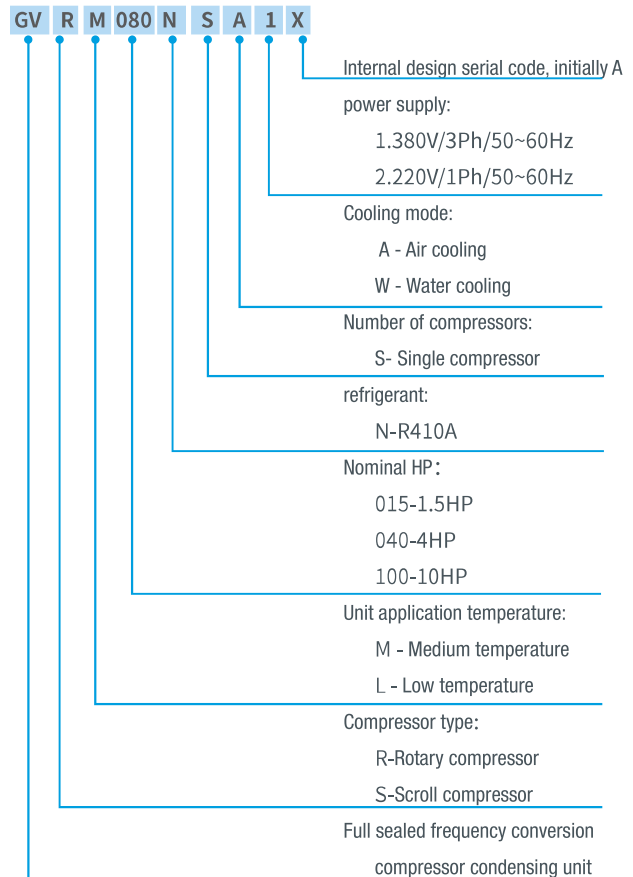 GV R M 080 N S A 1 X
Internal design serial code, initially A
power supply:
1.380V/3Ph/50~60Hz
2.220V/1Ph/50~60Hz
Cooling mode:
A - Air cooling
W - Water cooling
Number of compressors:
S- Single compressor
refrigerant:
N-R410A
Nominal HP：
015-1.5HP
040-4HP
100-10HP
Unit application temperature:
M - Medium temperature
L - Low temperature
Compressor type：
R-Rotary compressor
S-Scroll compressor
Full sealed frequency conversion
compressor condensing unit